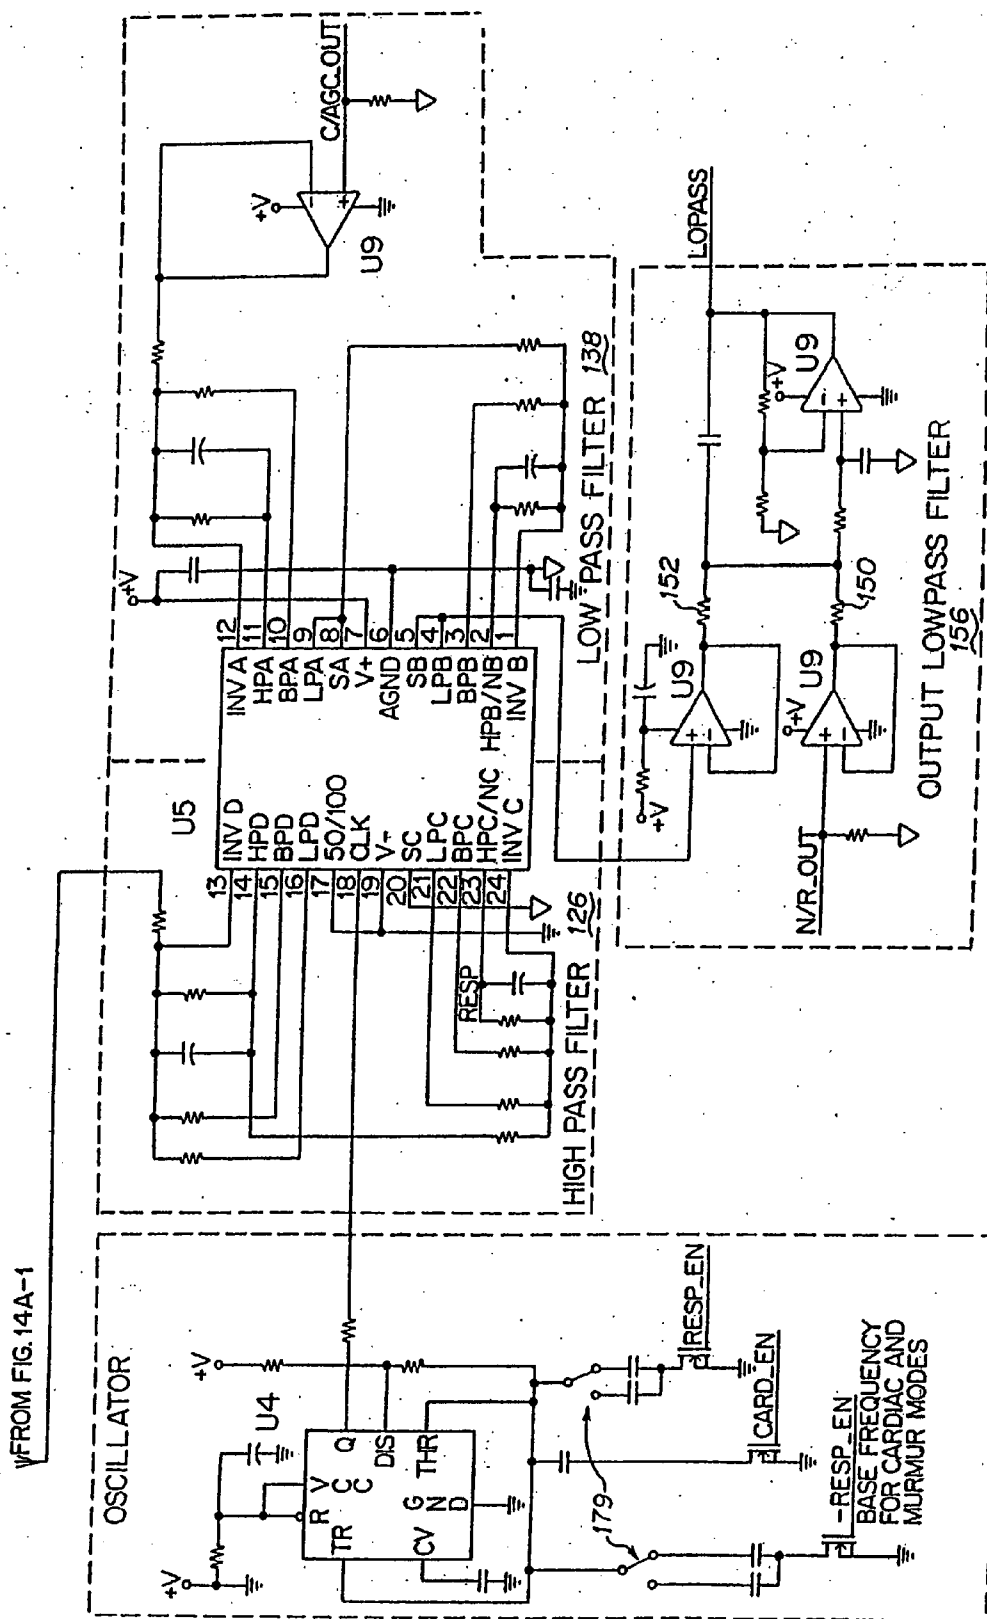 FROM FIG.14A-1
OSCILLATOR
+V
+V
U4
R
V
C
C
Q
DIS
THR
TR
CV
G
N
D
179
RESP_EN
CARD_EN
-RESP_EN
BASE FREQUENCY
FOR CARDIAC AND
MURMUR MODES
HIGH PASS FILTER 126
RESP
U5
13 INV D
14 HPD
15 BPD
16 LPD
17 50/100
18 CLK
19 V-
20 SC
21 LPC
22 BPC
23 HPC/NC
24 INV C
INV A 12
HPA 11
BPA 10
LPA 9
SA 8
V+ 7
AGND 6
SB 5
LPB 4
BPB 3
HPB/NB 2
INV B 1
+V
LOW PASS FILTER 138
+V
-
+
U9
C/AGC_OUT
N/R_OUT
+V
+
-
U9
152
+V
+
-
U9
150
+V
i
+
U9
LOPASS
OUTPUT LOWPASS FILTER
156